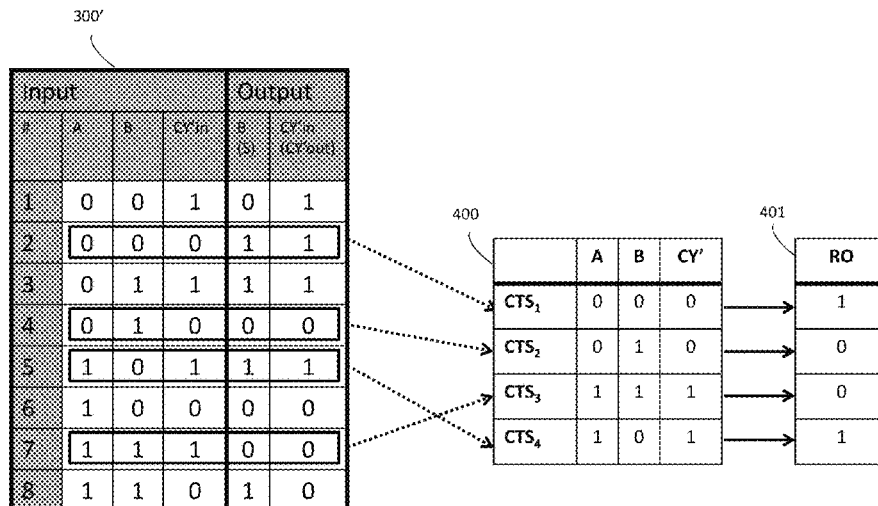 300'
Input Output
# A B CY'in B (S) CY'in (CY'out)
1 0 0 1 0 1
2 0 0 0 1 1
3 0 1 1 1 1
4 0 1 0 0 0
5 1 0 1 1 1
6 1 0 0 0 0
7 1 1 1 0 0
8 1 1 0 1 0
400
A B CY'
CTS1 0 0 0
CTS2 0 1 0
CTS3 1 1 1
CTS4 1 0 1
401
RO
1
0
0
1